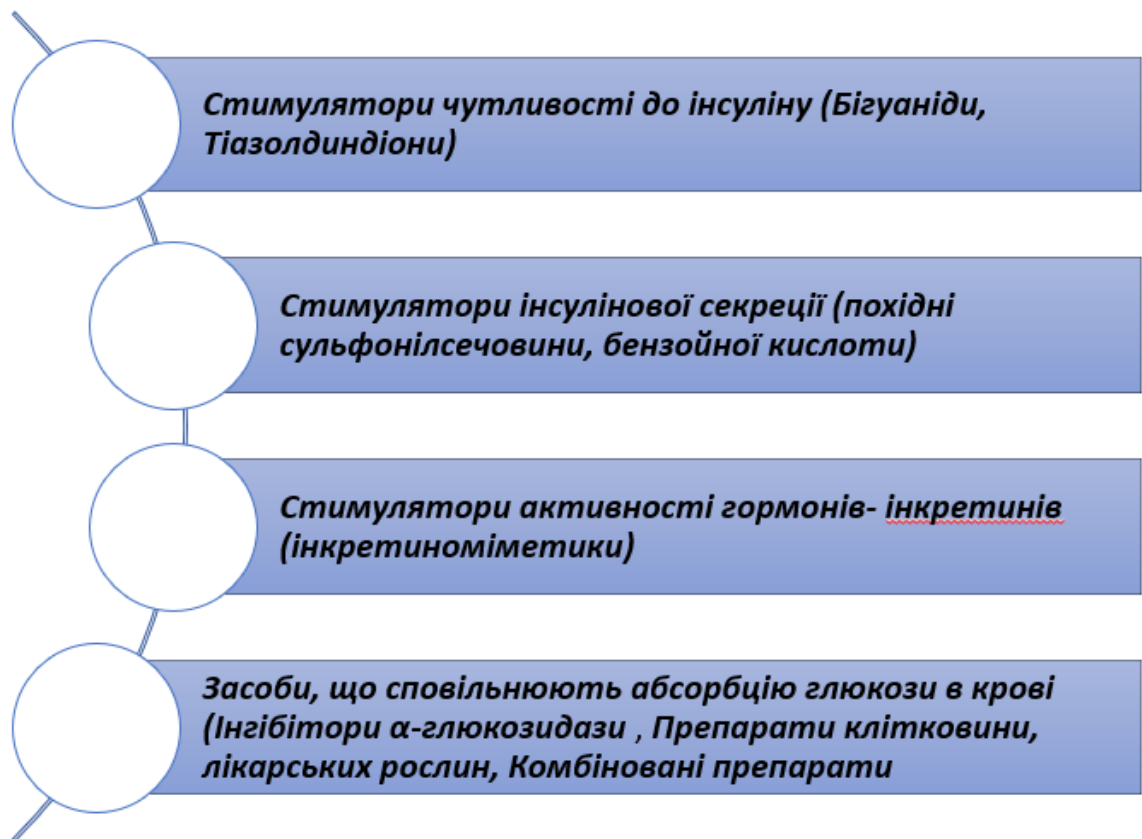 Стимулятори чутливості до інсуліну (Бігуаніди,
Тіазолдиндіони)
Стимулятори інсулінової секреції (похідні
сульфонілсечовини, бензойної кислоти)
Стимулятори активності гормонів- інкретинів
(інкретиноміметики)
Засоби, що сповільнюють абсорбцію глюкози в крові
(Інгібітори α-глюкозидази , Препарати клітковини,
лікарських рослин, Комбіновані препарати